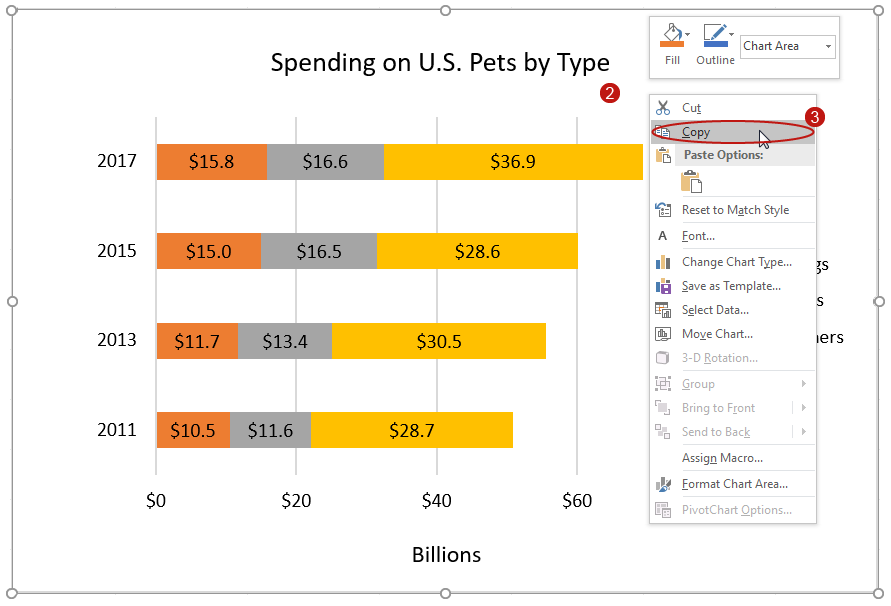 Spending on U.S. Pets by Type
2
Fill
Outline
Chart Area
Cut
3
Copy
Paste Options:
Reset to Match Style
A Font...
Change Chart Type...
Save as Template...
Select Data...
Move Chart...
3-D Rotation...
Group
Bring to Front
Send to Back
Assign Macro...
Format Chart Area...
PivotChart Options...
2017 $15.8 $16.6 $36.9
2015 $15.0 $16.5 $28.6
2013 $11.7 $13.4 $30.5
2011 $10.5 $11.6 $28.7
$0 $20 $40 $60
Billions